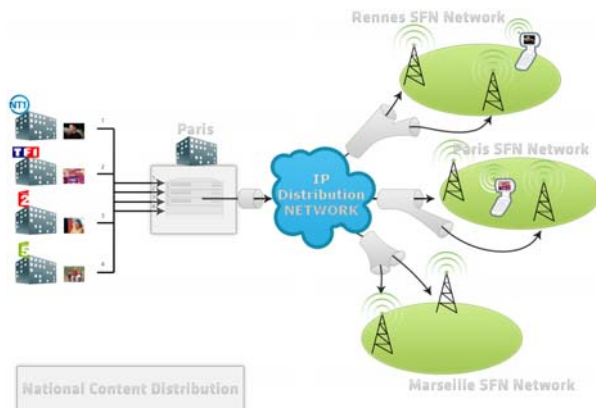 Rennes SFN Network
NT1
1
TF1
2
2
3
5
4
Paris
IP
Distribution
NETWORK
Paris SFN Network
Marseille SFN Network
National Content Distribution